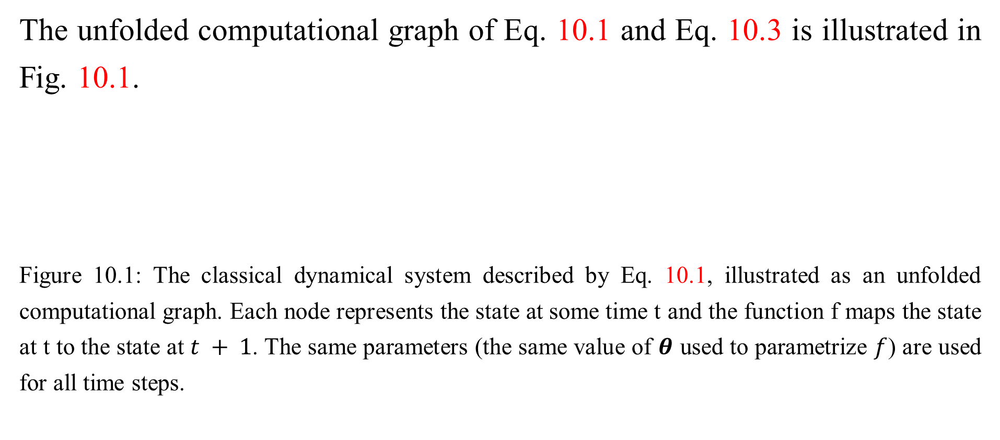 The unfolded computational graph of Eq. 10.1 and Eq. 10.3 is illustrated in
Fig. 10.1.
Figure 10.1: The classical dynamical system described by Eq. 10.1, illustrated as an unfolded
computational graph. Each node represents the state at some time t and the function f maps the state
at t to the state at 𝑡 + 1. The same parameters (the same value of 𝜽 used to parametrize 𝑓) are used
for all time steps.